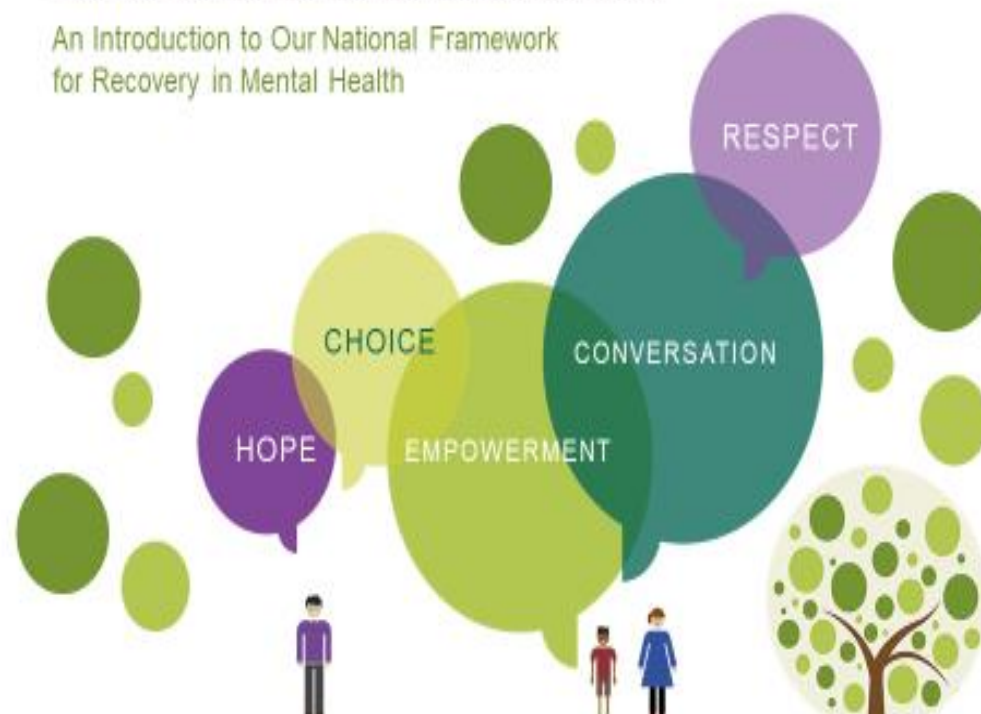 An Introduction to Our National Framework
for Recovery in Mental Health
RESPECT
CHOICE
CONVERSATION
HOPE
EMPOWERMENT